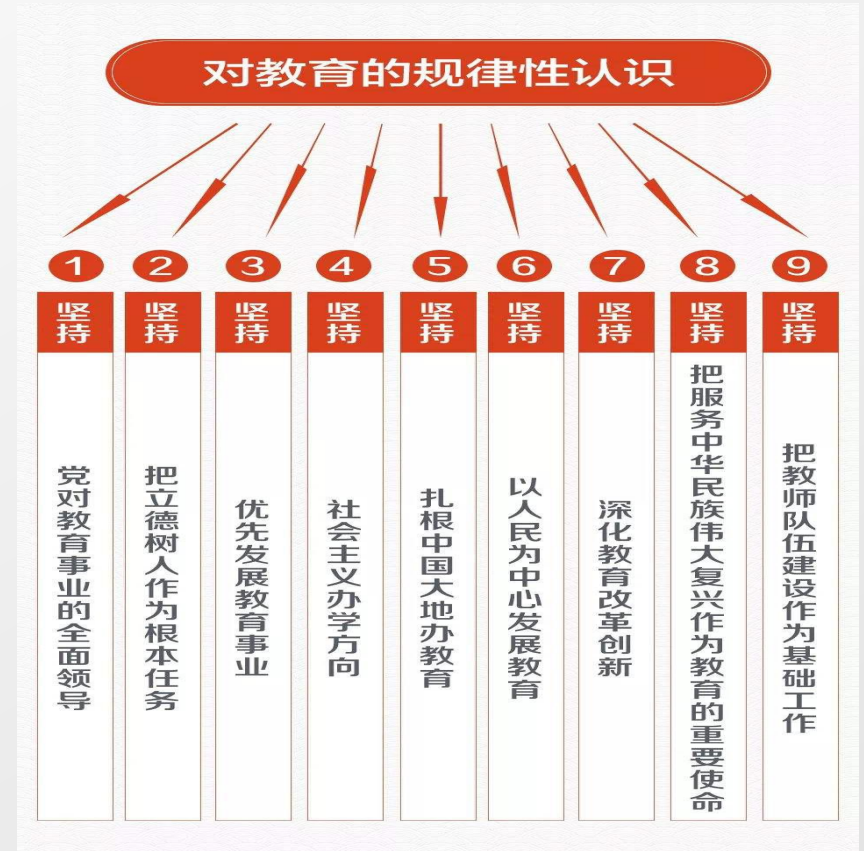 对教育的规律性认识
1
坚持
党对教育事业的全面领导
2
坚持
把立德树人作为根本任务
3
坚持
优先发展教育事业
4
坚持
社会主义办学方向
5
坚持
扎根中国大地办教育
6
坚持
以人民为中心发展教育
7
坚持
深化教育改革创新
8
坚持
把服务中华民族伟大复兴作为教育的重要使命
9
坚持
把教师队伍建设作为基础工作